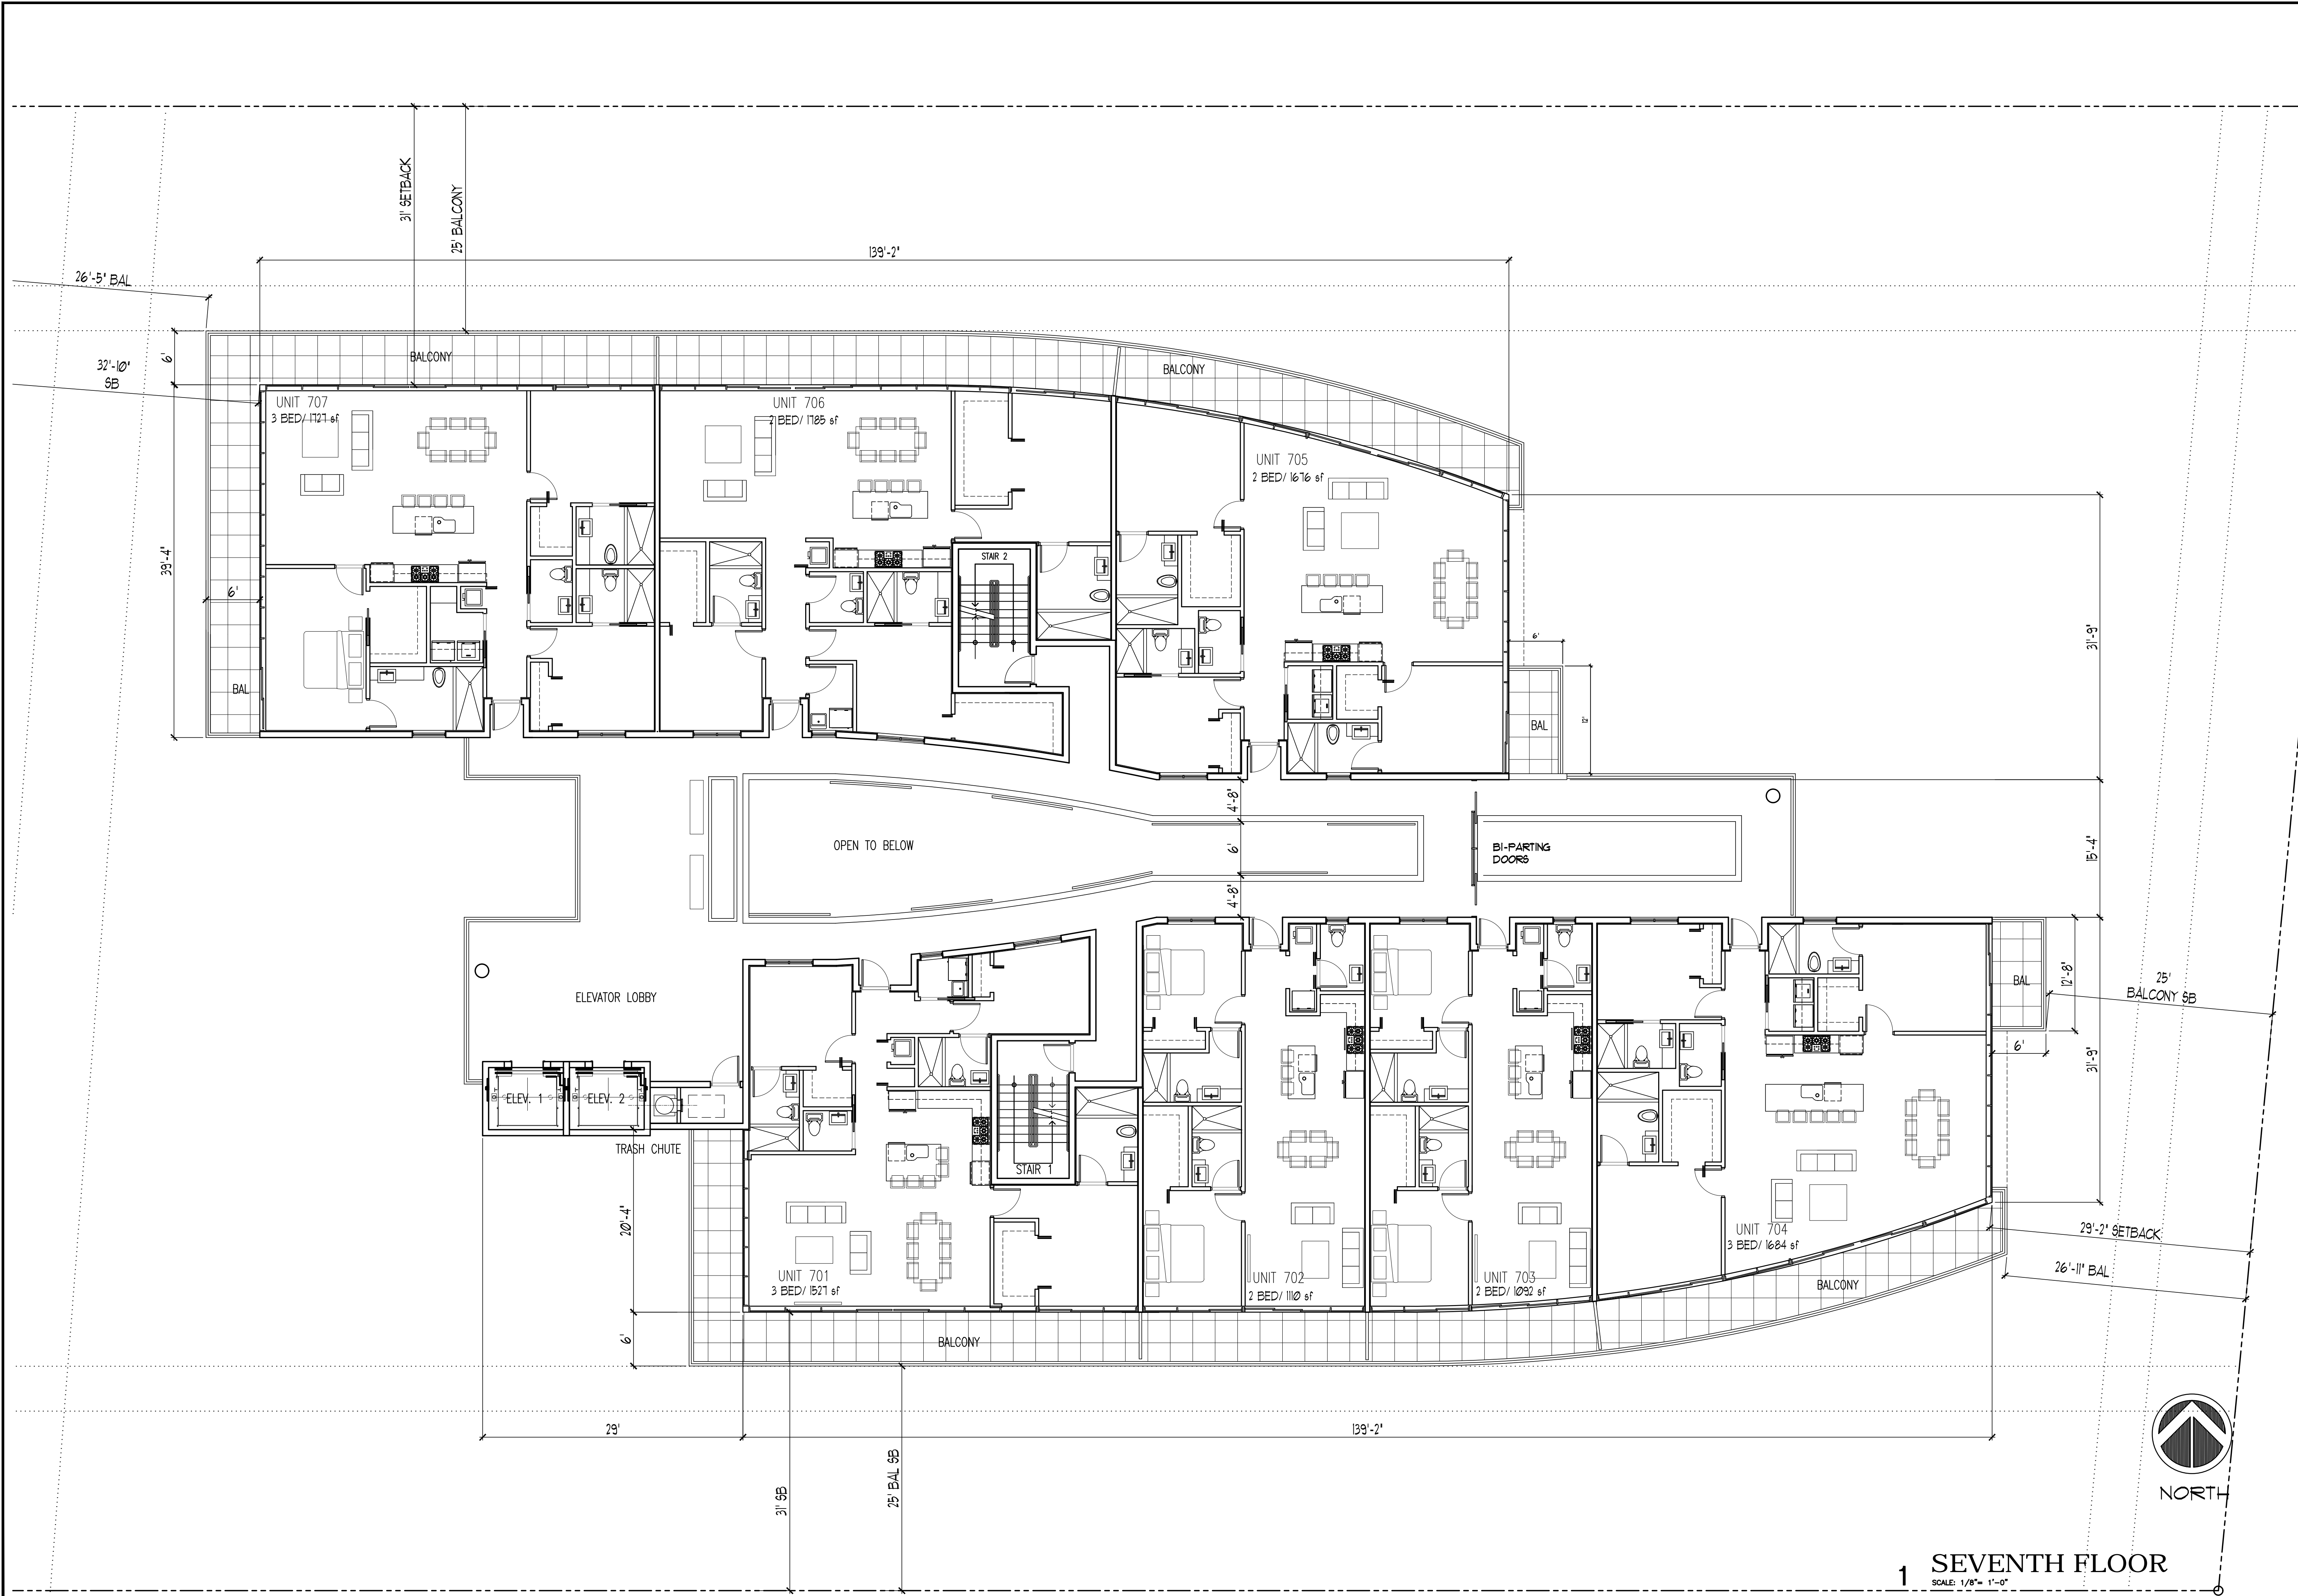 31' SETBACK
25' BALCONY
139'-2"
26'-5" BAL
6'
32'-10"
SB
BALCONY
BALCONY
UNIT 707
3 BED/ 1727 sf
UNIT 706
2 BED/ 1785 sf
UNIT 705
2 BED/ 1676 sf
39'-4"
STAIR 2
6'
6'
31'-9"
BAL
BAL
12'
4'-8"
OPEN TO BELOW
6'
BI-PARTING
DOORS
15'-4"
4'-8"
ELEVATOR LOBBY
BAL
12'-8"
25'
BALCONY SB
6'
31'-9"
ELEV. 1
ELEV. 2
TRASH CHUTE
STAIR 1
20'-4"
UNIT 704
3 BED/ 1684 sf
29'-2" SETBACK
26'-11" BAL
UNIT 701
3 BED/ 1527 sf
UNIT 702
2 BED/ 1110 sf
UNIT 703
2 BED/ 1092 sf
BALCONY
6'
BALCONY
29'
139'-2"
31' SB
25' BAL SB
NORTH
1
SEVENTH FLOOR
SCALE: 1/8"= 1'-0"